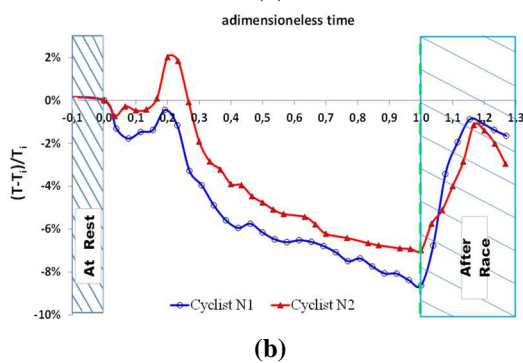 adimensioneless time
2%
0%
-0,1 0,0 0,1 0,2 0,3 0,4 0,5 0,6 0,7 0,8 0,9 1,0 1,1 1,2 1,3
-2%
-4%
-6%
-8%
-10%
(T-Ti)/Ti
At Rest
After
Race
Cyclist N1 Cyclist N2
(b)